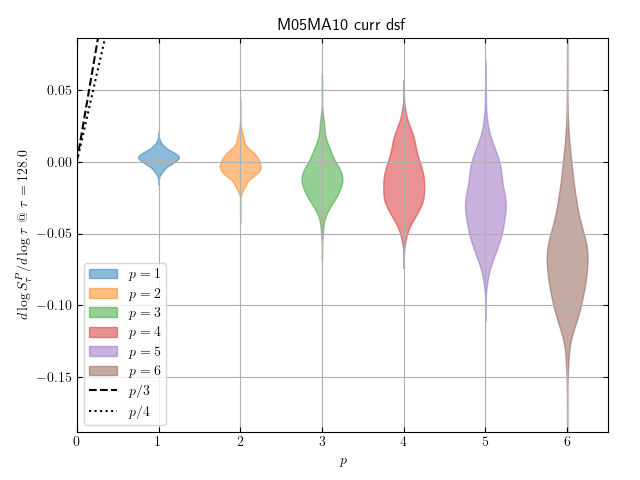 M05MA10 curr dsf
d log S_τ^P / d log τ @ τ = 128.0
0.05
0.00
−0.05
−0.10
−0.15
p = 1
p = 2
p = 3
p = 4
p = 5
p = 6
p/3
p/4
0 1 2 3 4 5 6
p